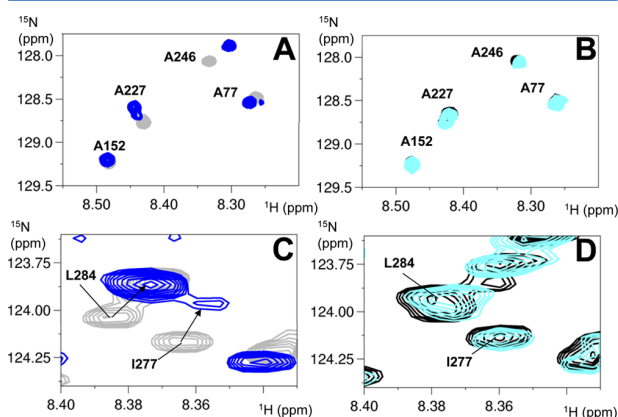 15N
(ppm)
A
128.0
128.5
129.0
129.5
A246
A227
A77
A152
8.50
8.40
8.30
1H (ppm)
15N
(ppm)
B
128.0
128.5
129.0
129.5
A246
A227
A77
A152
8.50
8.40
8.30
1H (ppm)
15N
(ppm)
C
123.75
124.00
124.25
L284
I277
8.40
8.38
8.36
1H (ppm)
15N
(ppm)
D
123.75
124.00
124.25
L284
I277
8.40
8.38
8.36
1H (ppm)